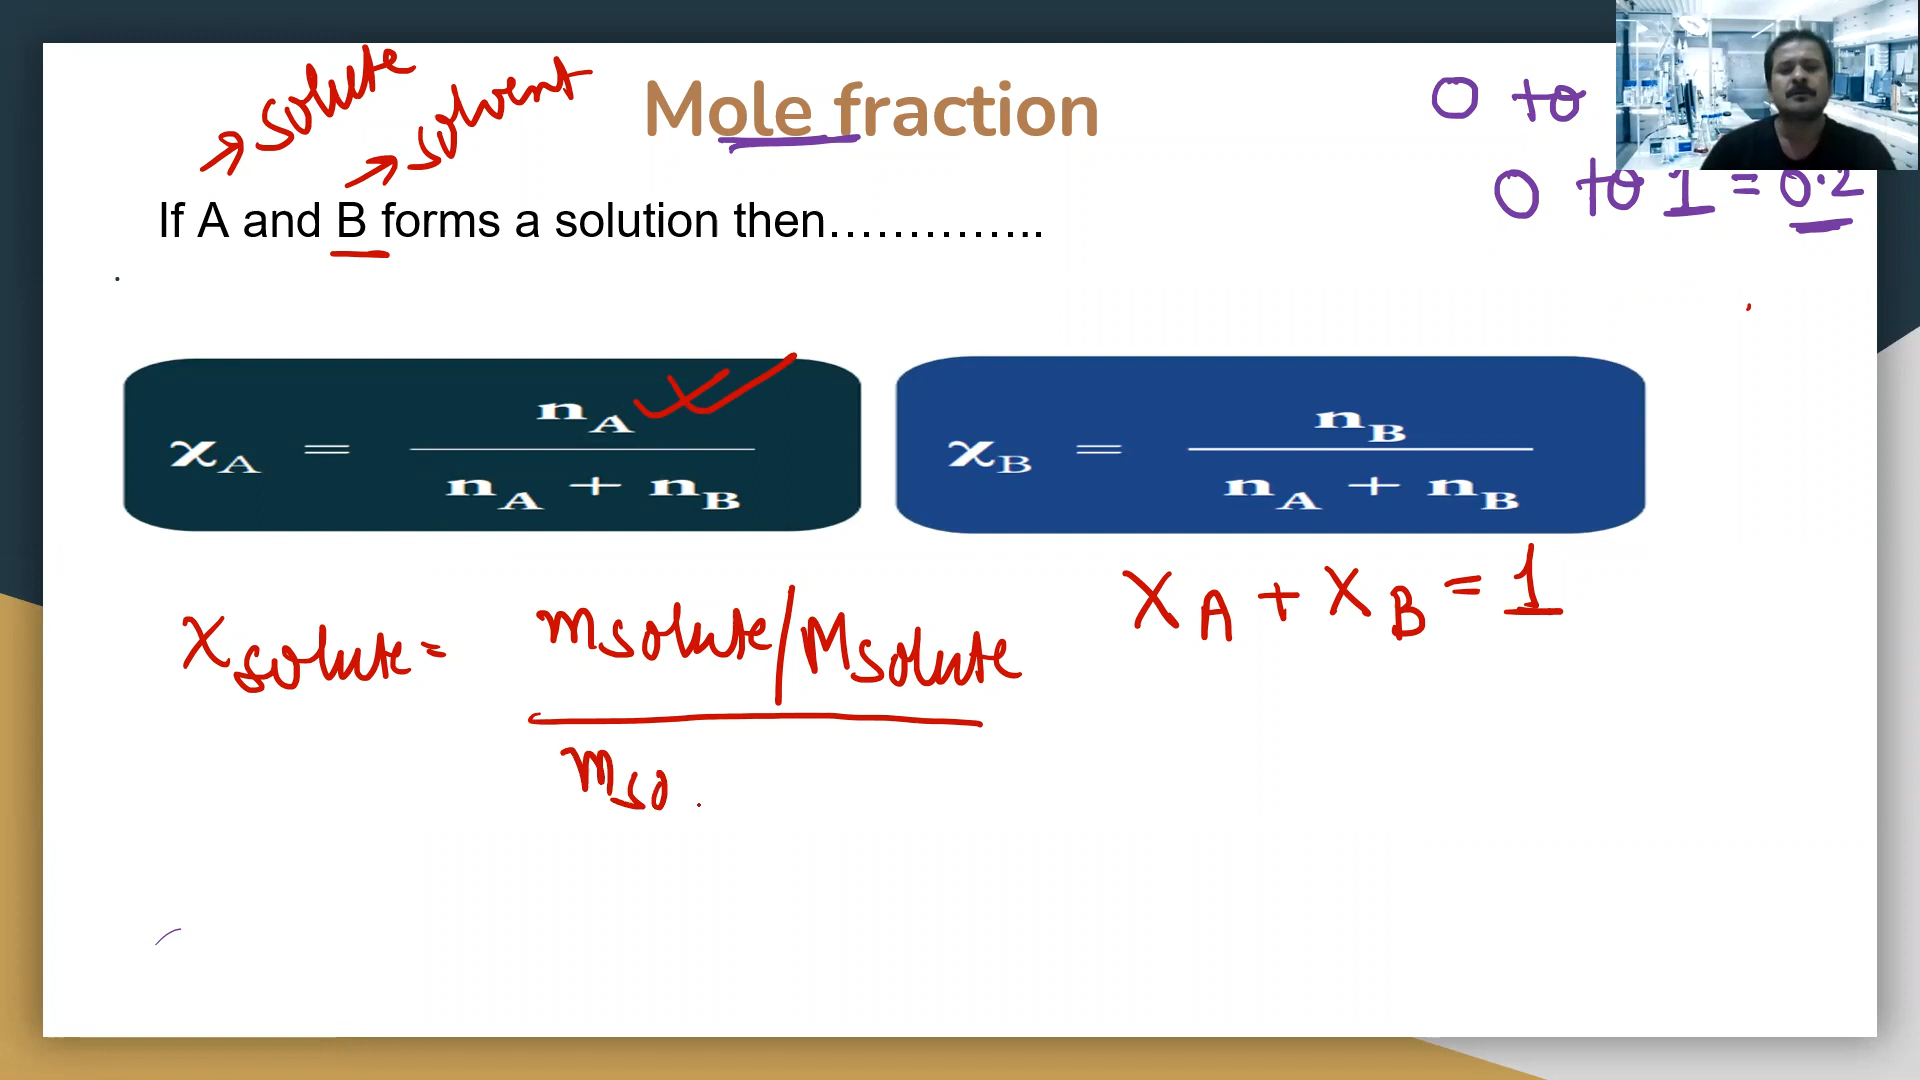 → solute
→ solvent
Mole fraction
0 to
0 to 1 = 0.2
If A and B forms a solution then…………..
xA = nA / nA + nB
xB = nB / nA + nB
XA + XB = 1
Xsolute = msolute/Msolute
mso